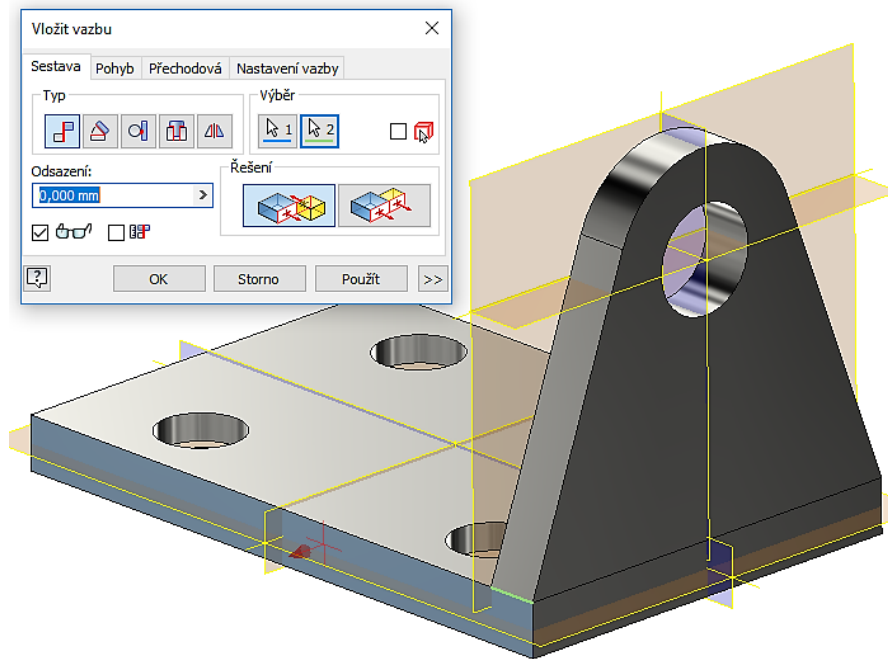 Vložit vazbu
Sestava Pohyb Přechodová Nastavení vazby
Typ Výběr
1 2
Odsazení:
Řešení
0,000 mm >
?
OK Storno Použít >>